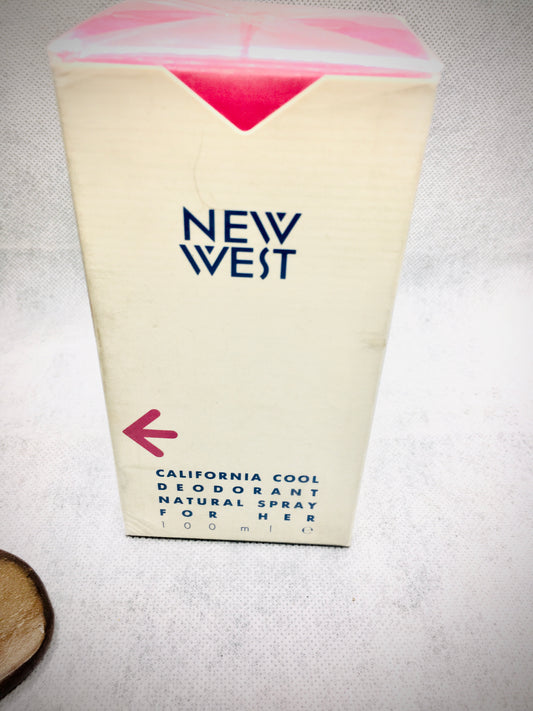 NEW
WEST
CALIFORNIA COOL
DEODORANT
NATURAL SPRAY
FOR HER
100 ml ℮